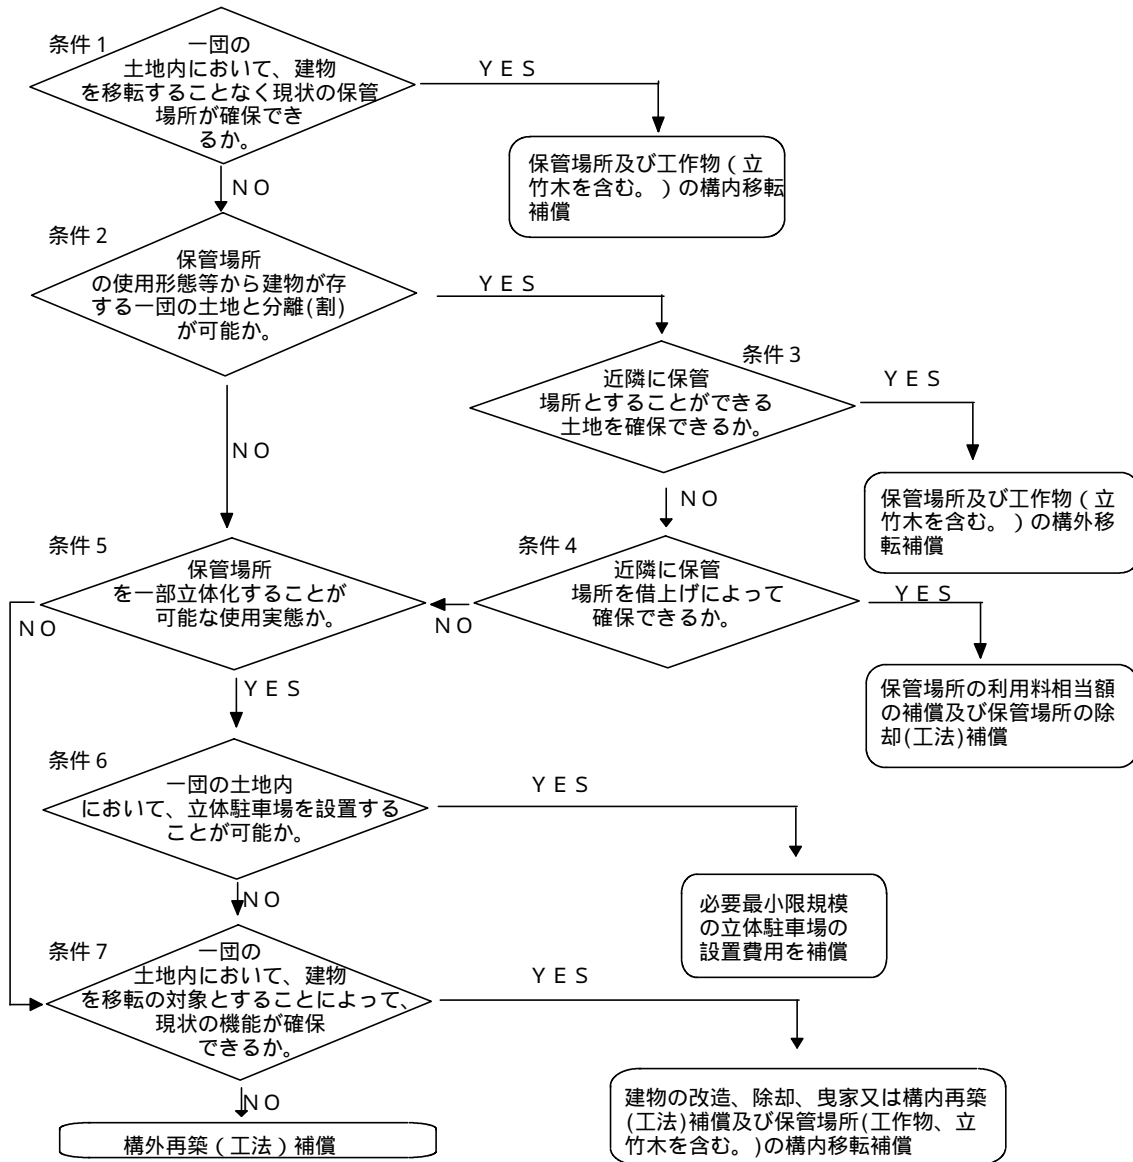 条件１
一団の
土地内において、建物
を移転することなく現状の保管
場所が確保でき
るか。
ＹＥＳ
保管場所及び工作物（立
竹木を含む。）の構内移転
補償
ＮＯ
条件２
保管場所
の使用形態等から建物が存
する一団の土地と分離(割)
が可能か。
ＹＥＳ
条件３
近隣に保管
場所とすることができる
土地を確保できるか。
ＹＥＳ
保管場所及び工作物（立
竹木を含む。）の構外移
転補償
ＮＯ
ＮＯ
条件４
近隣に保管
場所を借上げによって
確保できるか。
ＹＥＳ
保管場所の利用料相当額
の補償及び保管場所の除
却(工法)補償
ＮＯ
条件５
保管場所
を一部立体化することが
可能な使用実態か。
ＮＯ
ＹＥＳ
条件６
一団の土地内
において、立体駐車場を設置する
ことが可能か。
ＹＥＳ
必要最小限規模
の立体駐車場の
設置費用を補償
ＮＯ
条件７
一団の
土地内において、建物
を移転の対象とすることによって、
現状の機能が確保
できるか。
ＹＥＳ
建物の改造、除却、曳家又は構内再築
(工法)補償及び保管場所(工作物、立
竹木を含む。)の構内移転補償
ＮＯ
構外再築（工法）補償